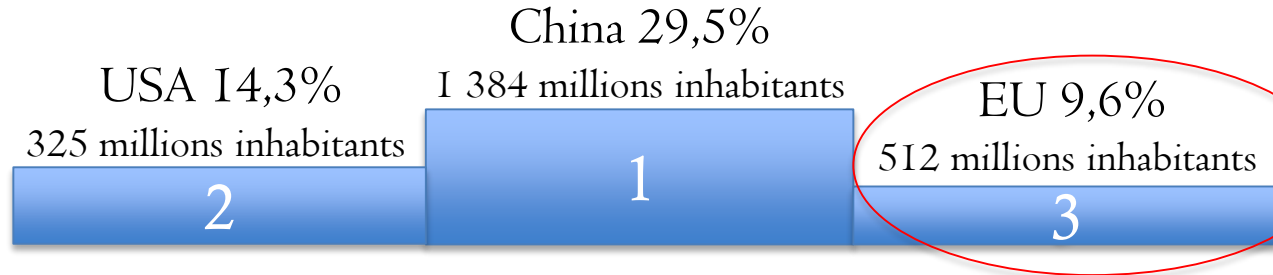 China 29,5%
1 384 millions inhabitants
USA 14,3%
325 millions inhabitants
EU 9,6%
512 millions inhabitants
2
1
3